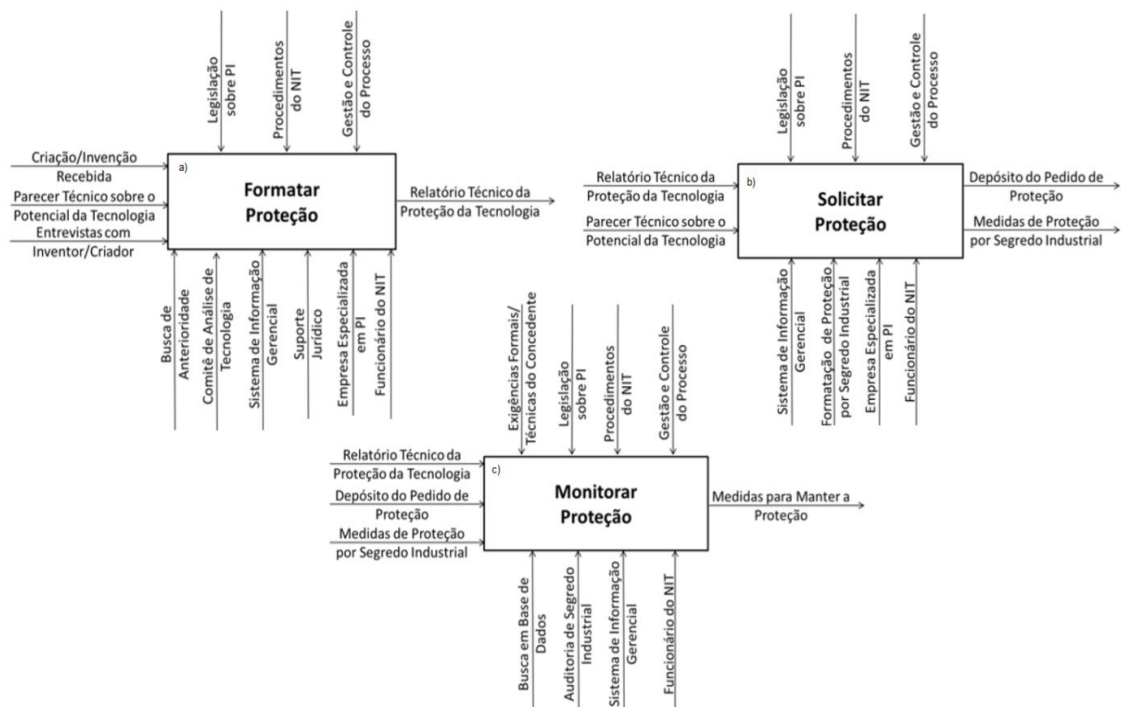 Legislação
sobre PI
Procedimentos
do NIT
Gestão e Controle
do Processo
Criação/Invenção
Recebida
Parecer Técnico sobre o
Potencial da Tecnologia
Entrevistas com
Inventor/Criador
a)
Formatar
Proteção
Relatório Técnico da
Proteção da Tecnologia
Busca de
Anterioridade
Comitê de Análise de
Tecnologia
Sistema de Informação
Gerencial
Suporte
Jurídico
Empresa Especializada
em PI
Funcionário do NIT
Legislação
sobre PI
Procedimentos
do NIT
Gestão e Controle
do Processo
Relatório Técnico da
Proteção da Tecnologia
Parecer Técnico sobre o
Potencial da Tecnologia
b)
Solicitar
Proteção
Depósito do Pedido de
Proteção
Medidas de Proteção
por Segredo Industrial
Sistema de Informação
Gerencial
Formatação de Proteção
por Segredo Industrial
Empresa Especializada
em PI
Funcionário do NIT
Exigências Formais/
Técnicas do Concedente
Legislação
sobre PI
Procedimentos
do NIT
Gestão e Controle
do Processo
Relatório Técnico da
Proteção da Tecnologia
Depósito do Pedido de
Proteção
Medidas de Proteção
por Segredo Industrial
c)
Monitorar
Proteção
Medidas para Manter a
Proteção
Busca em Base de
Dados
Auditoria de Segredo
Industrial
Sistema de Informação
Gerencial
Funcionário do NIT